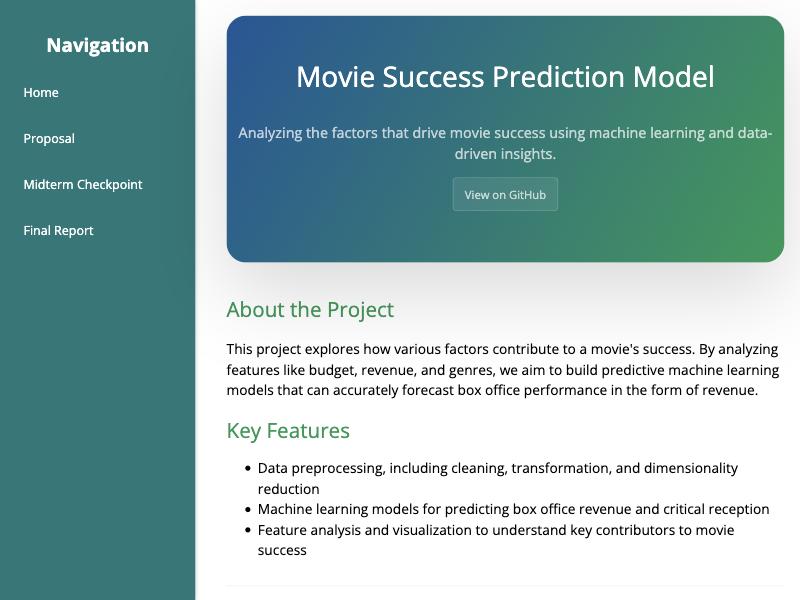 Navigation
Home
Proposal
Midterm Checkpoint
Final Report
Movie Success Prediction Model
Analyzing the factors that drive movie success using machine learning and data-
driven insights.
View on GitHub
About the Project
This project explores how various factors contribute to a movie's success. By analyzing
features like budget, revenue, and genres, we aim to build predictive machine learning
models that can accurately forecast box office performance in the form of revenue.
Key Features
• Data preprocessing, including cleaning, transformation, and dimensionality
reduction
• Machine learning models for predicting box office revenue and critical reception
• Feature analysis and visualization to understand key contributors to movie
success